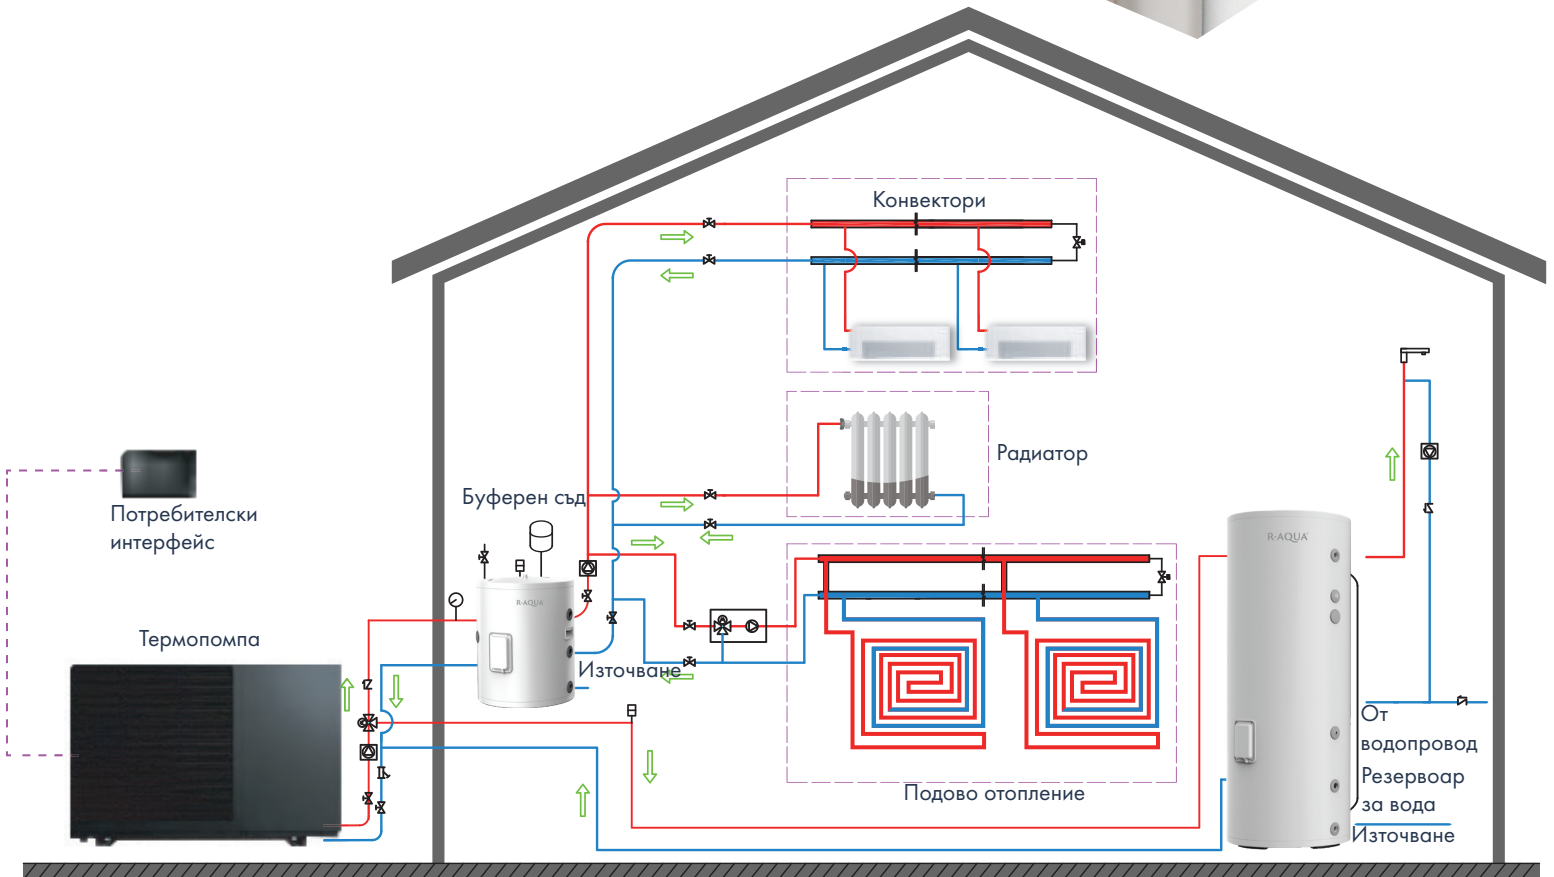 Конвектори
Радиатор
Буферен съд
Потребителски
интерфейс
R-AQUA
R-AQUA
Термопомпа
Източване
От
водопровод
Резервоар
за вода
Източване
Подово отопление